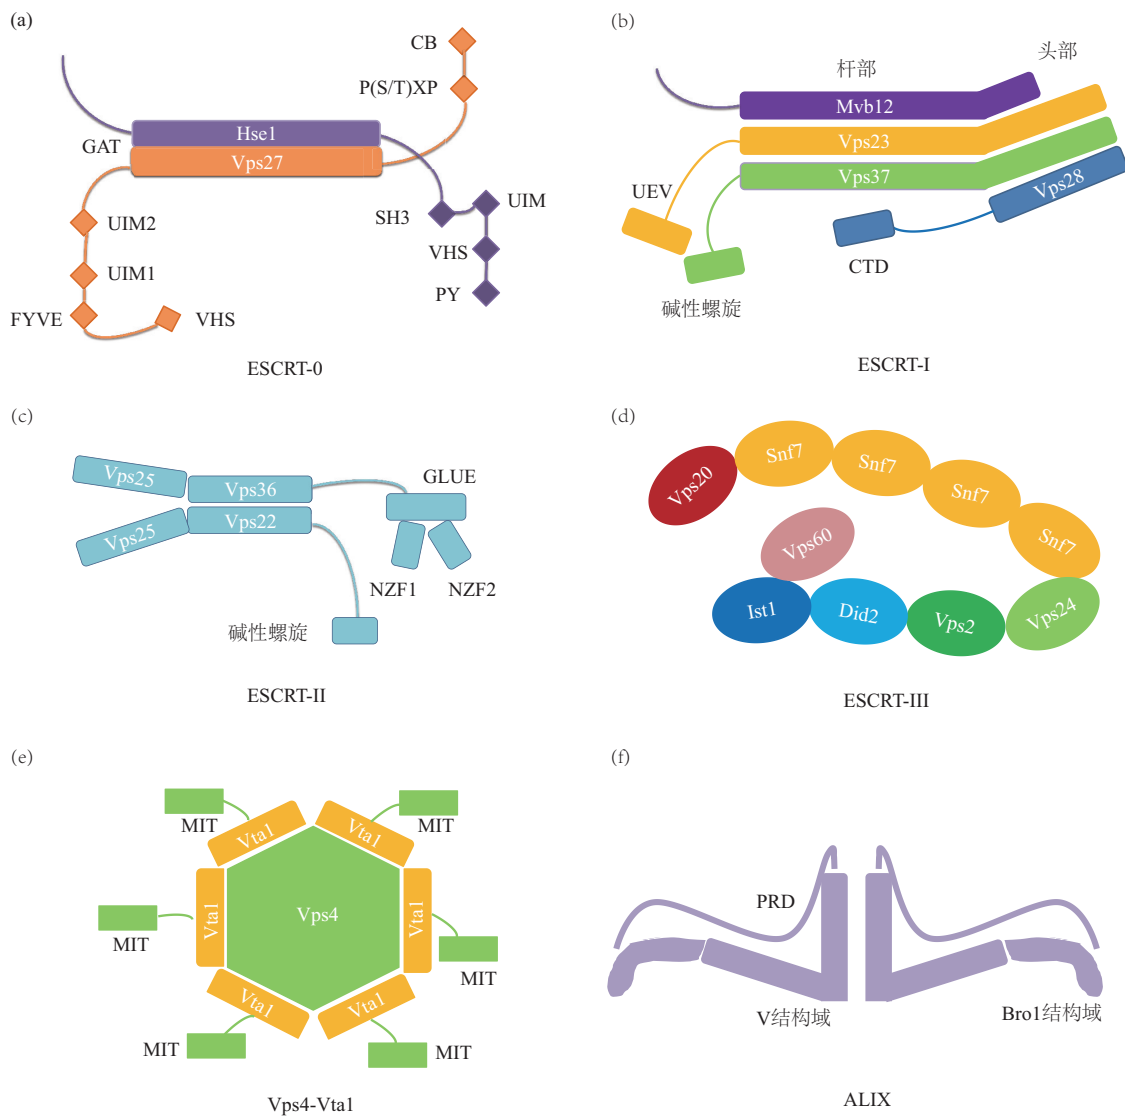 (a)
CB
P(S/T)XP
Hse1
GAT
Vps27
UIM
SH3
UIM2
VHS
UIM1
PY
FYVE
VHS
ESCRT-0
(b)
头部
杆部
Mvb12
Vps23
Vps37
Vps28
UEV
CTD
碱性螺旋
ESCRT-I
(c)
Vps25
Vps36
GLUE
Vps22
Vps25
NZF1
NZF2
碱性螺旋
ESCRT-II
(d)
Snf7
Snf7
Vps20
Snf7
Snf7
Vps60
Ist1
Did2
Vps2
Vps24
ESCRT-III
(e)
MIT
Vta1
Vta1
MIT
Vta1
Vps4
Vta1
MIT
MIT
Vta1
Vta1
MIT
MIT
Vps4-Vta1
(f)
PRD
V结构域
Bro1结构域
ALIX